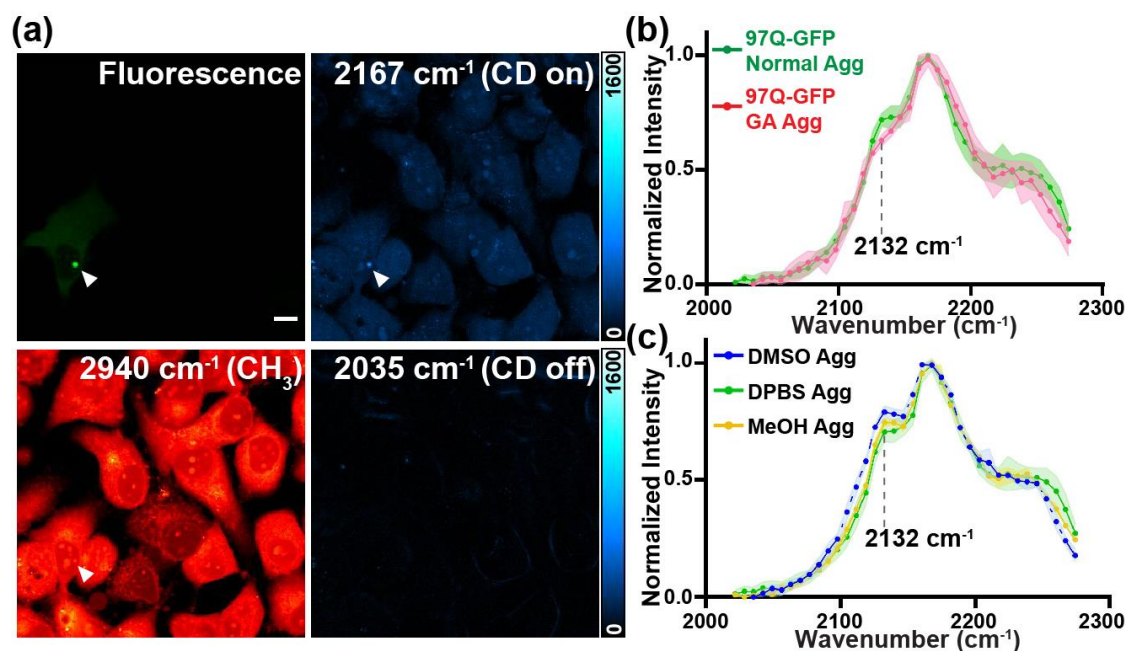 (a)
Fluorescence
2167 cm⁻¹ (CD on)
1600
0
2940 cm⁻¹ (CH₃)
2035 cm⁻¹ (CD off)
1600
0
(b)
97Q-GFP
Normal Agg
97Q-GFP
GA Agg
Normalized Intensity
1.0
0.5
0.0
2132 cm⁻¹
2000
2100
2200
2300
Wavenumber (cm⁻¹)
(c)
DMSO Agg
DPBS Agg
MeOH Agg
Normalized Intensity
1.0
0.5
0.0
2132 cm⁻¹
2000
2100
2200
2300
Wavenumber (cm⁻¹)